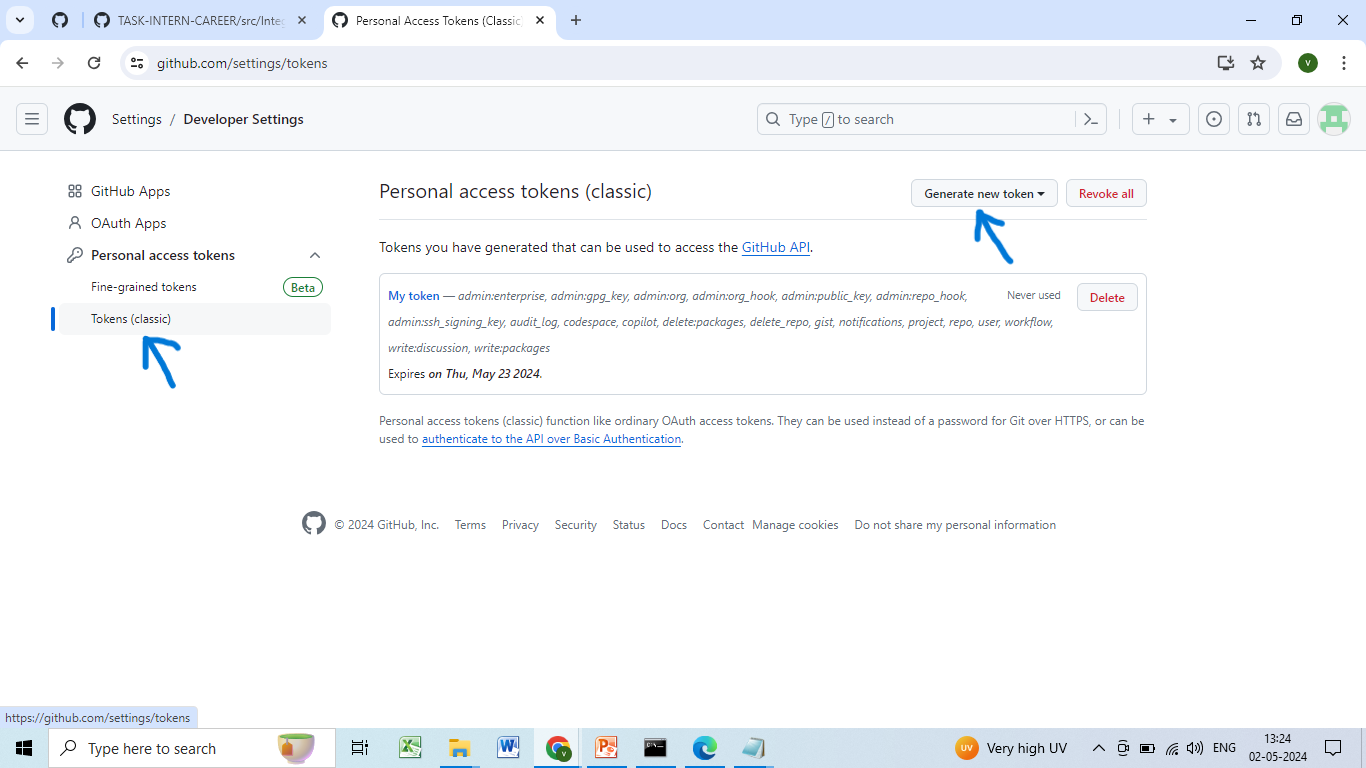 TASK-INTERN-CAREER/src/Inte
Personal Access Tokens (Classic
github.com/settings/tokens
V
Settings / Developer Settings
Type / to search
GitHub Apps
OAuth Apps
Personal access tokens
Fine-grained tokens Beta
Tokens (classic)
Personal access tokens (classic)
Generate new token
Revoke all
Tokens you have generated that can be used to access the GitHub API.
My token — admin:enterprise, admin:gpg_key, admin:org, admin:org_hook, admin:public_key, admin:repo_hook,
Never used
Delete
admin:ssh_signing_key, audit_log, codespace, copilot, delete:packages, delete_repo, gist, notifications, project, repo, user, workflow,
write:discussion, write:packages
Expires on Thu, May 23 2024.
Personal access tokens (classic) function like ordinary OAuth access tokens. They can be used instead of a password for Git over HTTPS, or can be
used to authenticate to the API over Basic Authentication.
© 2024 GitHub, Inc. Terms Privacy Security Status Docs Contact Manage cookies Do not share my personal information
https://github.com/settings/tokens
Type here to search
UV Very high UV
ENG
13:24
02-05-2024